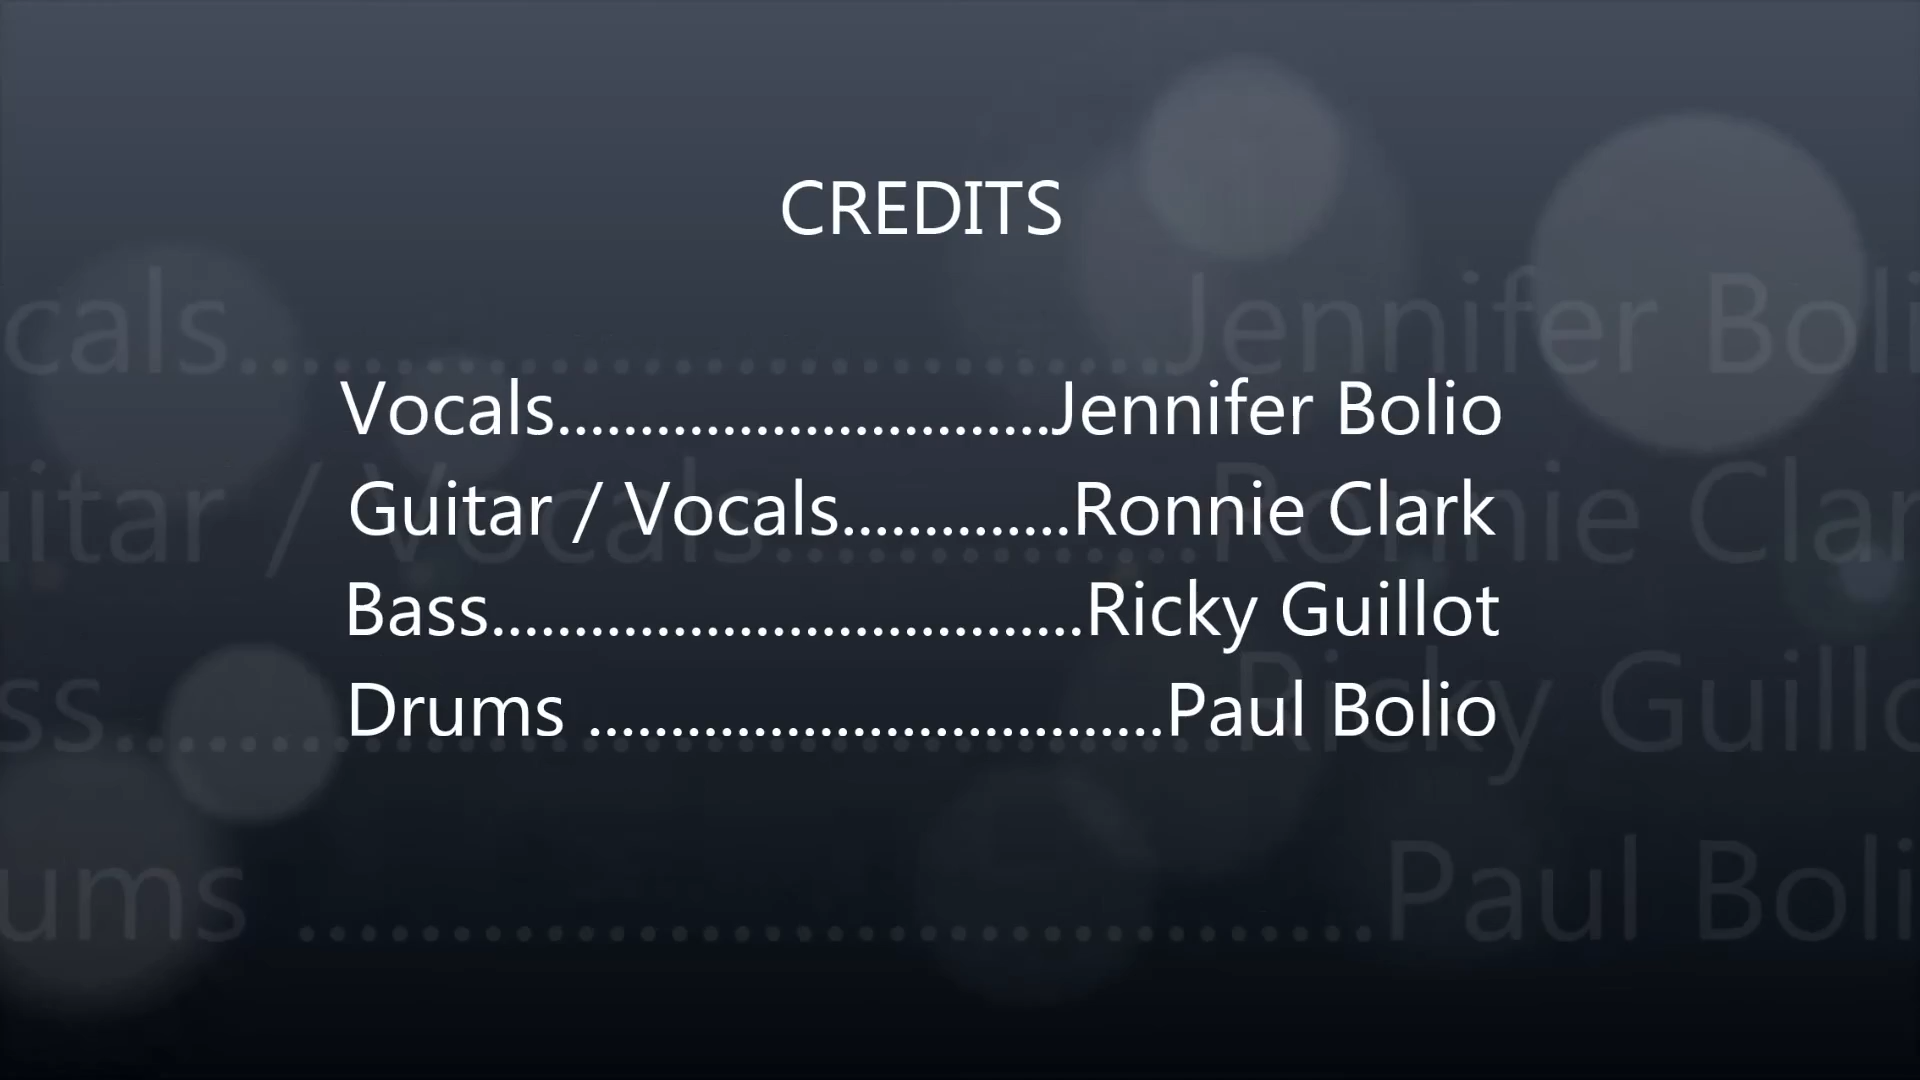 CREDITS
Vocals..............................Jennifer Bolio
Guitar / Vocals..............Ronnie Clark
Bass....................................Ricky Guillot
Drums ...................................Paul Bolio